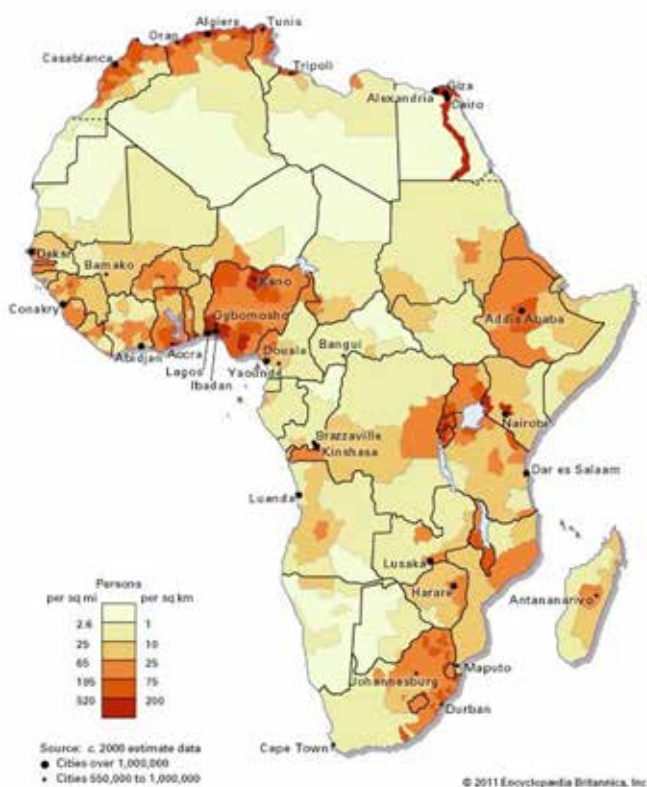 Tunis
Algiers
Oran
Casablanca
Tripoli
Giza
Alexandria
Cairo
Dakar
Bamako
Kano
Conakry
Ogbomosho
Addis Ababa
Abidjan
Accra
Douala
Bangui
Lagos
Yaoundé
Ibadan
Nairobi
Brazzaville
Kinshasa
Dar es Salaam
Luanda
Lusaka
Harare
Antananarivo
Maputo
Johannesburg
Durban
Cape Town
Persons
per sq mi per sq km
2.6 1
25 10
65 25
195 75
520 200
Source: c. 2000 estimate data
Cities over 1,000,000
Cities 550,000 to 1,000,000
© 2011 Encyclopædia Britannica, Inc